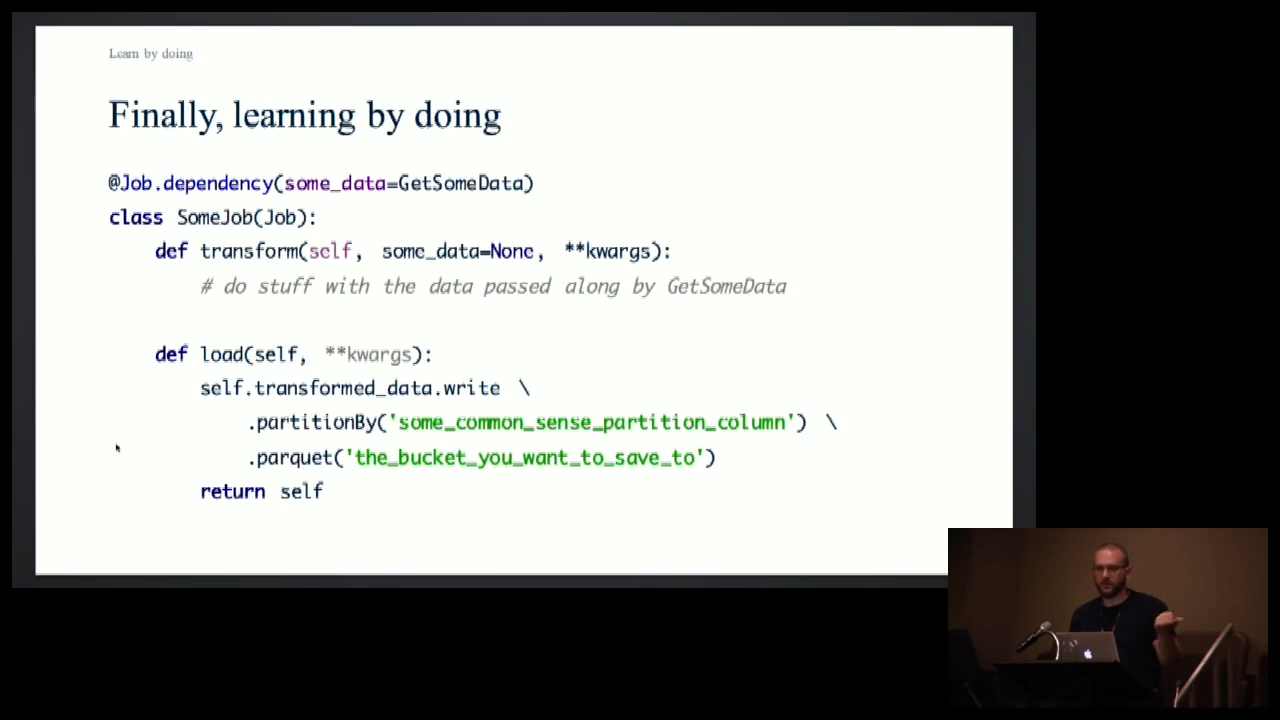 Learn by doing
Finally, learning by doing
@Job.dependency(some_data=GetSomeData)
class SomeJob(Job):
    def transform(self, some_data=None, **kwargs):
        # do stuff with the data passed along by GetSomeData
    def load(self, **kwargs):
        self.transformed_data.write \
            .partitionBy('some_common_sense_partition_column') \
            .parquet('the_bucket_you_want_to_save_to')
        return self